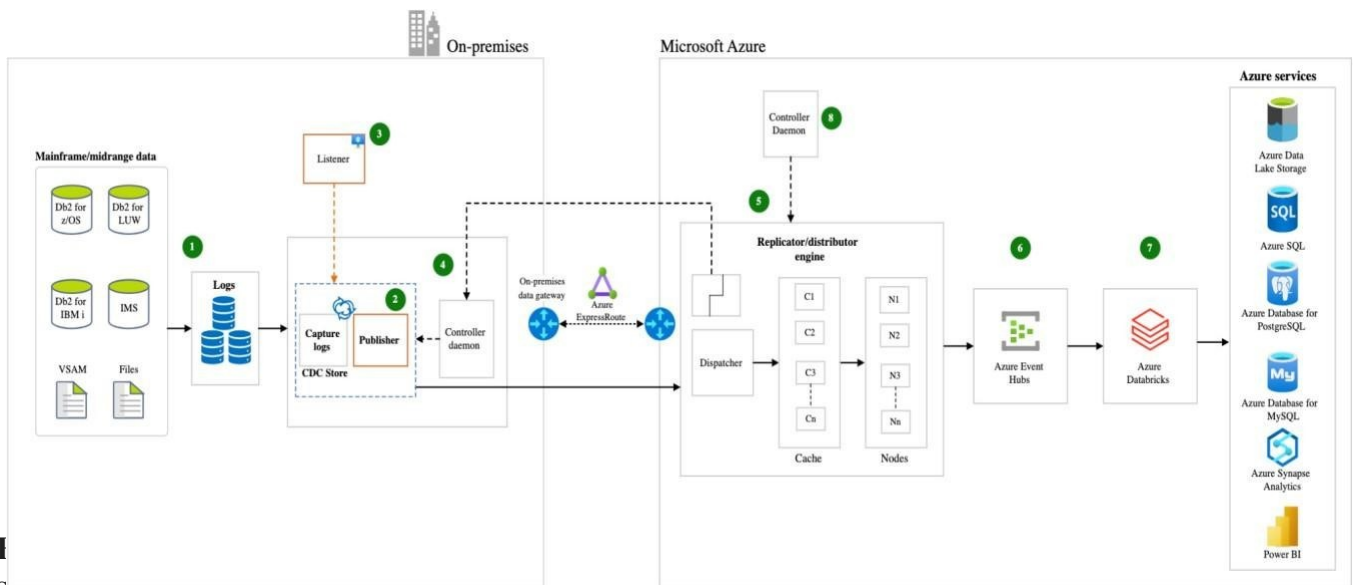 On-premises
Microsoft Azure
Mainframe/midrange data
Db2 for
z/OS
Db2 for
LUW
Db2 for
IBM i
IMS
VSAM
Files
1
Logs
3
Listener
2
Capture
logs
Publisher
CDC Store
4
Controller
daemon
On-premises
data gateway
Azure
ExpressRoute
Controller
Daemon
8
5
Replicator/distributor
engine
Dispatcher
C1
C2
C3
Cn
Cache
N1
N2
N3
Nn
Nodes
6
Azure Event
Hubs
7
Azure
Databricks
Azure services
Azure Data
Lake Storage
SQL
Azure SQL
Azure Database for
PostgreSQL
My
Azure Database for
MySQL
Azure Synapse
Analytics
Power BI